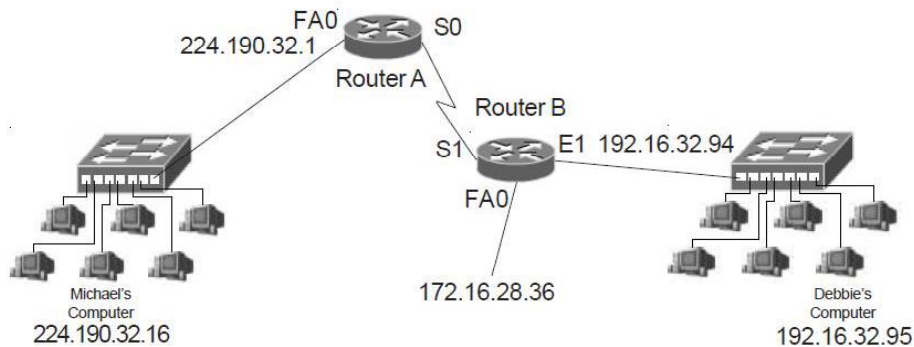 FA0
S0
224.190.32.1
Router A
Router B
S1
E1 192.16.32.94
FA0
172.16.28.36
Michael's
Computer
224.190.32.16
Debbie's
Computer
192.16.32.95